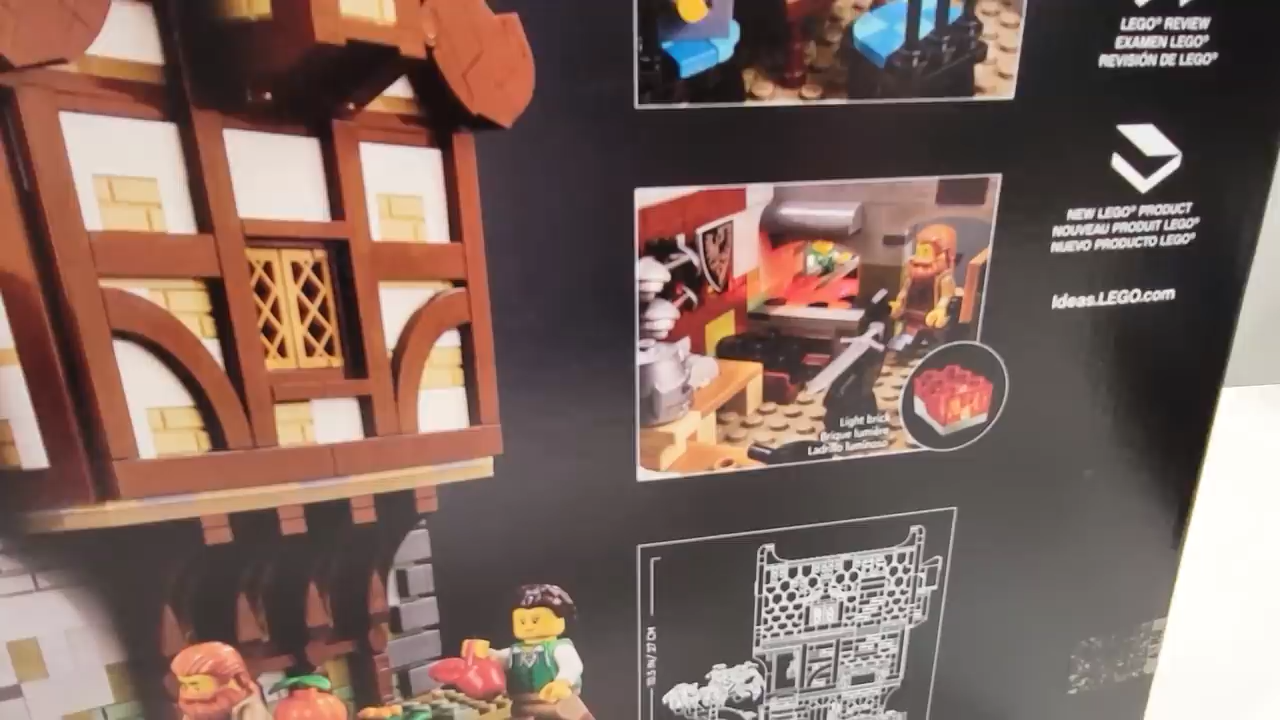 LEGO® REVIEW
EXAMEN LEGO®
REVISIÓN DE LEGO®
NEW LEGO® PRODUCT
NOUVEAU PRODUIT LEGO®
NUEVO PRODUCTO LEGO®
Ideas.LEGO.com
Light brick
Brique lumière
Ladrillo luminoso